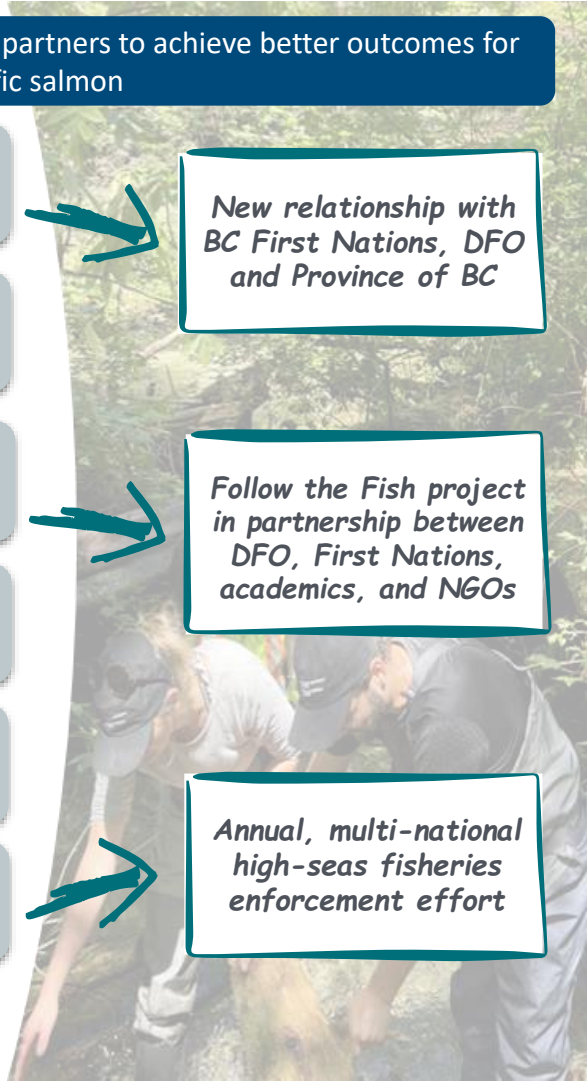 partners to achieve better outcomes for
fic salmon
New relationship with
BC First Nations, DFO
and Province of BC
Follow the Fish project
in partnership between
DFO, First Nations,
academics, and NGOs
Annual, multi-national
high-seas fisheries
enforcement effort